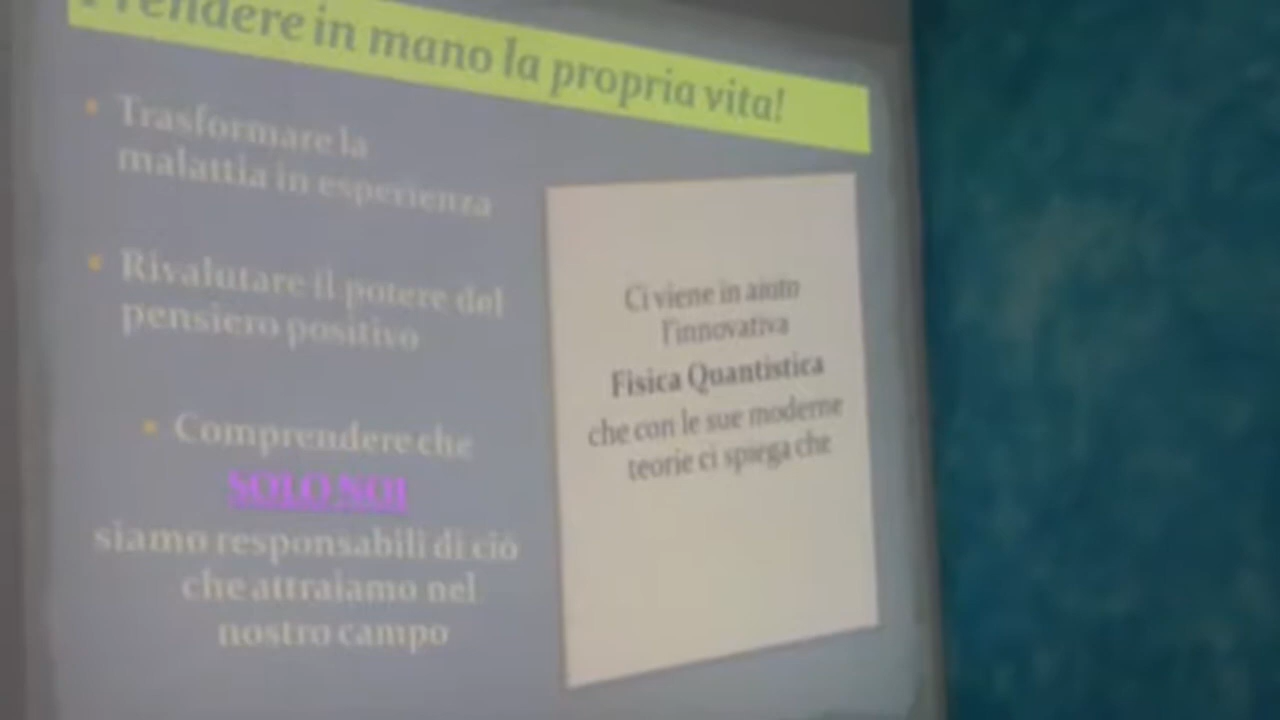 Prendere in mano la propria vita!
• Trasformare la
malattia in esperienza
• Rivalutare il potere del
pensiero positivo
• Comprendere che
SOLO NOI
siamo responsabili di ciò
che attraiamo nel
nostro campo
Ci viene in aiuto
l'innovativa
Fisica Quantistica
che con le sue moderne
teorie ci spiega che